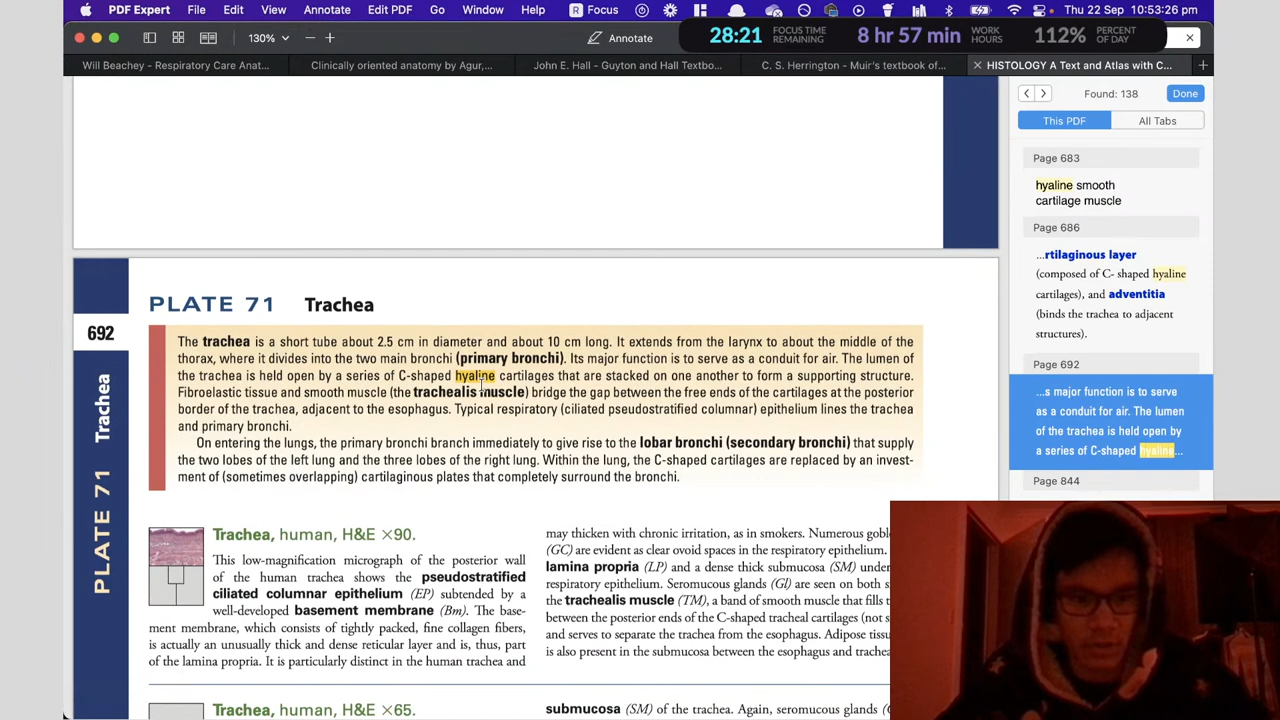 PDF Expert File Edit View Annotate Edit PDF Go Window Help Focus Thu 22 Sep 10:53:26 pm
130% Annotate 28:21 FOCUS TIME REMAINING 8 hr 57 min WORK HOURS 112% PERCENT OF DAY
Will Beachey - Respiratory Care Anat... Clinically oriented anatomy by Agur,... John E. Hall - Guyton and Hall Textbo... C. S. Herrington - Muir's textbook of... HISTOLOGY A Text and Atlas with C...
Found: 138 Done
This PDF All Tabs
Page 683
hyaline smooth
cartilage muscle
Page 686
...rtilaginous layer
(composed of C- shaped hyaline
cartilages), and adventitia
(binds the trachea to adjacent
structures).
Page 692
...s major function is to serve
as a conduit for air. The lumen
of the trachea is held open by
a series of C-shaped hyaline...
Page 844
PLATE 71 Trachea
692
PLATE 71 Trachea
The trachea is a short tube about 2.5 cm in diameter and about 10 cm long. It extends from the larynx to about the middle of the
thorax, where it divides into the two main bronchi (primary bronchi). Its major function is to serve as a conduit for air. The lumen of
the trachea is held open by a series of C-shaped hyaline cartilages that are stacked on one another to form a supporting structure.
Fibroelastic tissue and smooth muscle (the trachealis muscle) bridge the gap between the free ends of the cartilages at the posterior
border of the trachea, adjacent to the esophagus. Typical respiratory (ciliated pseudostratified columnar) epithelium lines the trachea
and primary bronchi.
On entering the lungs, the primary bronchi branch immediately to give rise to the lobar bronchi (secondary bronchi) that supply
the two lobes of the left lung and the three lobes of the right lung. Within the lung, the C-shaped cartilages are replaced by an invest-
ment of (sometimes overlapping) cartilaginous plates that completely surround the bronchi.
Trachea, human, H&E ×90.
This low-magnification micrograph of the posterior wall
of the human trachea shows the pseudostratified
ciliated columnar epithelium (EP) subtended by a
well-developed basement membrane (Bm). The base-
ment membrane, which consists of tightly packed, fine collagen fibers,
is actually an unusually thick and dense reticular layer and is, thus, part
of the lamina propria. It is particularly distinct in the human trachea and
may thicken with chronic irritation, as in smokers. Numerous gob
(GC) are evident as clear ovoid spaces in the respiratory epithelium.
lamina propria (LP) and a dense thick submucosa (SM) under
respiratory epithelium. Seromucous glands (Gl) are seen on both s
the trachealis muscle (TM), a band of smooth muscle that fills t
between the posterior ends of the C-shaped tracheal cartilages (not s
and serves to separate the trachea from the esophagus. Adipose tissu
is also present in the submucosa between the esophagus and trache
Trachea, human, H&E ×65.
submucosa (SM) of the trachea. Again, seromucous glands